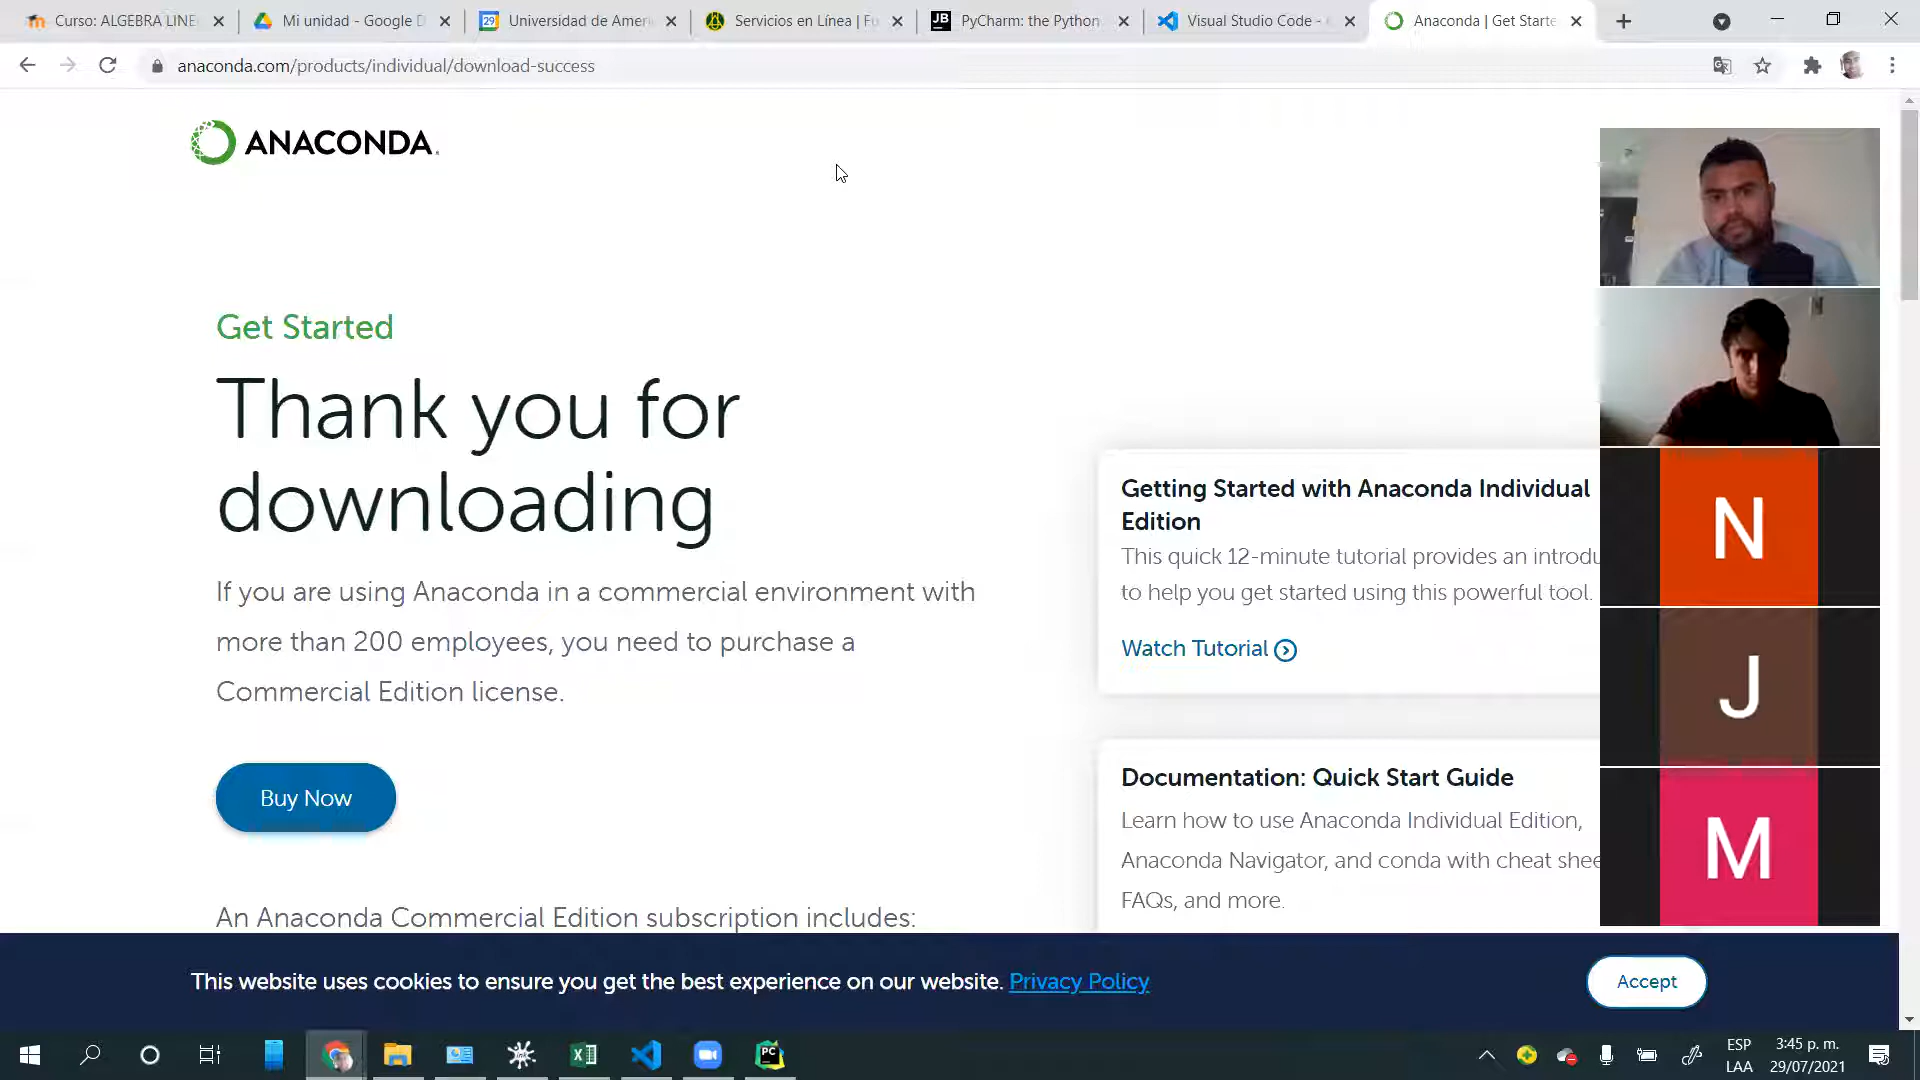 Curso: ALGEBRA LINE
Mi unidad - Google D
29
Universidad de Ameri
Servicios en Línea | Fu
JB
PyCharm: the Python
Visual Studio Code -
Anaconda | Get Starte
anaconda.com/products/individual/download-success
ANACONDA.
Get Started
Thank you for
downloading
If you are using Anaconda in a commercial environment with
more than 200 employees, you need to purchase a
Commercial Edition license.
Buy Now
An Anaconda Commercial Edition subscription includes:
Getting Started with Anaconda Individual
Edition
This quick 12-minute tutorial provides an introdu
to help you get started using this powerful tool.
Watch Tutorial
Documentation: Quick Start Guide
Learn how to use Anaconda Individual Edition,
Anaconda Navigator, and conda with cheat shee
FAQs, and more.
N
J
M
This website uses cookies to ensure you get the best experience on our website. Privacy Policy
Accept
PC
ESP
LAA
3:45 p. m.
29/07/2021